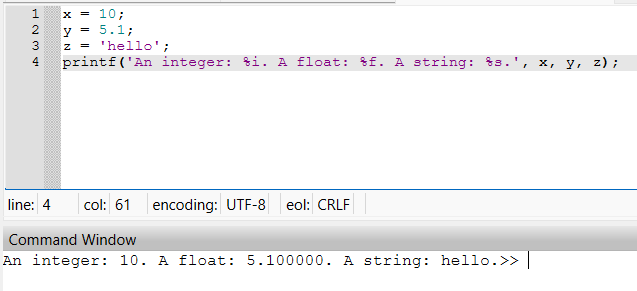 1 x = 10;
2 y = 5.1;
3 z = 'hello';
4 printf('An integer: %i. A float: %f. A string: %s.', x, y, z);
line: 4 col: 61 encoding: UTF-8 eol: CRLF
Command Window
An integer: 10. A float: 5.100000. A string: hello.>>